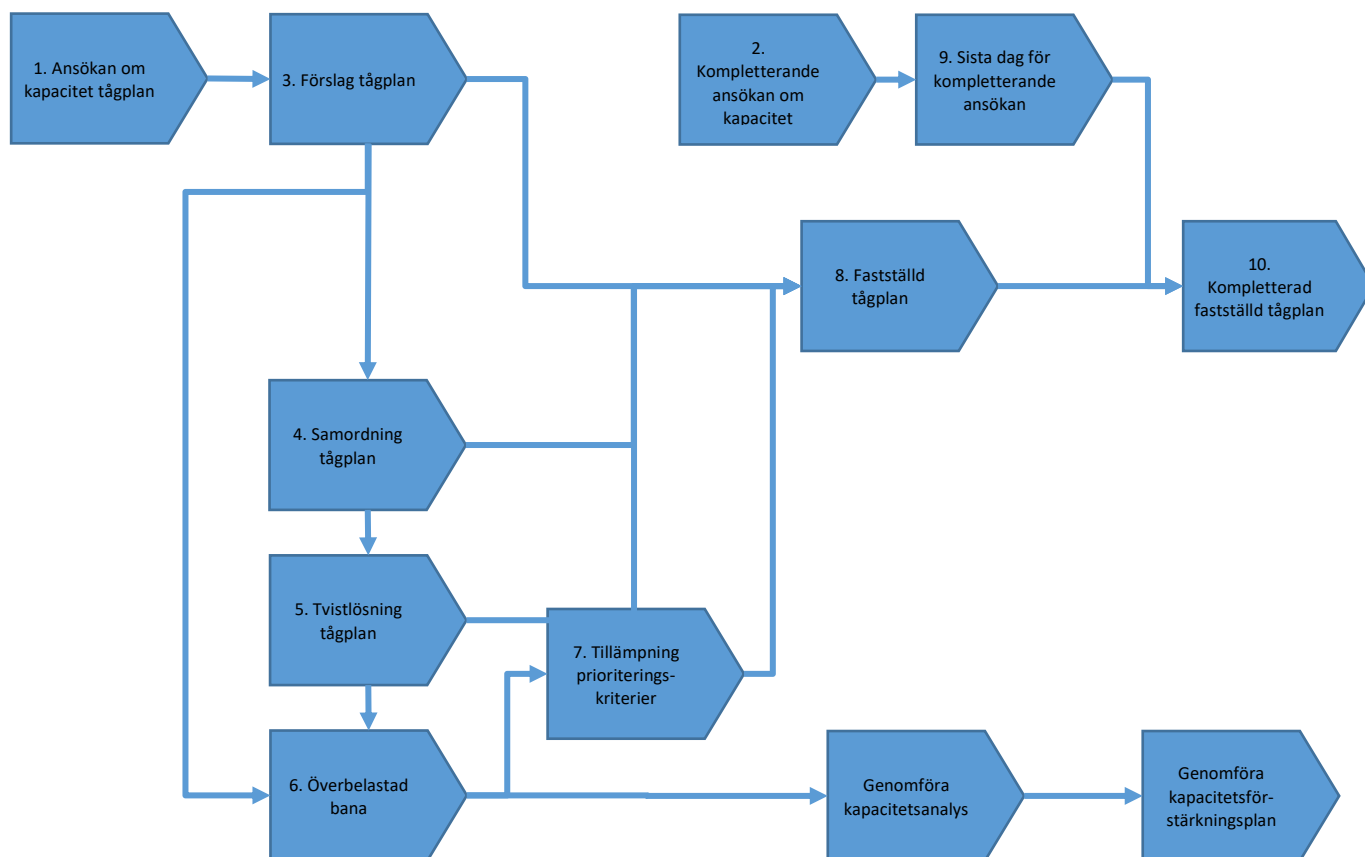 1. Ansökan om
kapacitet tågplan
3. Förslag tågplan
2.
Kompletterande
ansökan om
kapacitet
9. Sista dag för
kompletterande
ansökan
8. Fastställd
tågplan
10.
Kompletterad
fastställd tågplan
4. Samordning
tågplan
5. Tvistlösning
tågplan
7. Tillämpning
prioriterings-
kriterier
6. Överbelastad
bana
Genomföra
kapacitetsanalys
Genomföra
kapacitetsför-
stärkningsplan